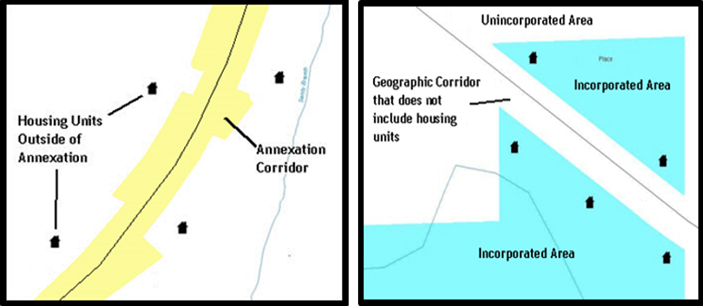 Housing Units
Outside of
Annexation
Annexation
Corridor
Unincorporated Area
Place
Incorporated Area
Geographic Corridor
that does not
include housing
units
Incorporated Area